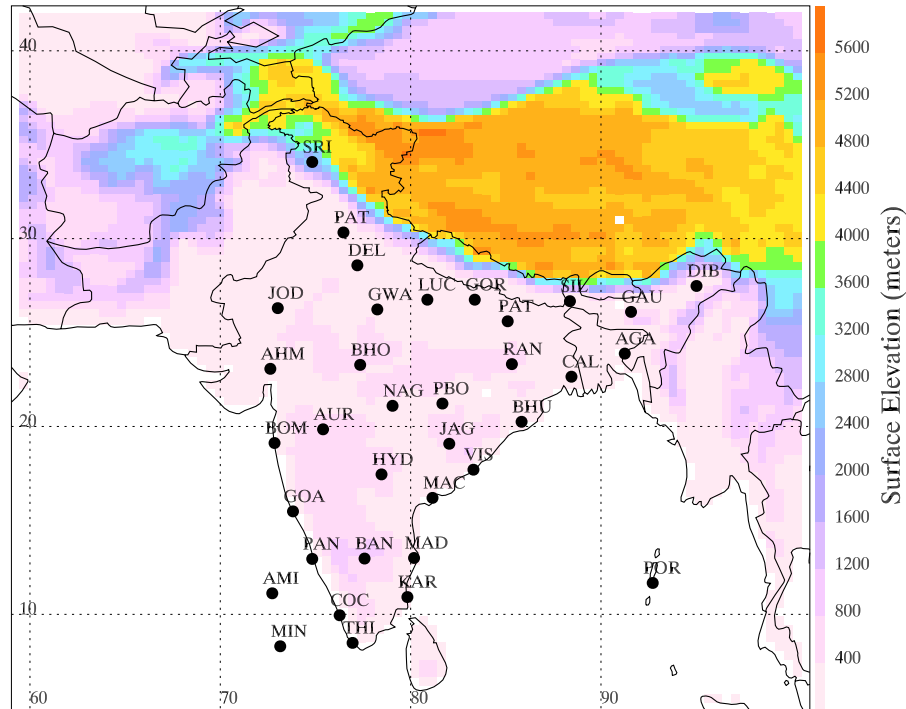 40
5600
5200
SRI
4800
4400
PAT
30
4000
DEL
DIB
3600
JOD
GWA
LUC
GOR
SIL
GAU
PAT
3200
AHM
BHO
RAN
AGA
CAL
2800
NAG
PBO
BHU
AUR
2400
20
BOM
JAG
HYD
VIS
2000
MAC
GOA
1600
PAN
BAN
MAD
1200
AMI
KAR
POR
10
COC
800
MIN
THI
400
60
70
80
90
Surface Elevation (meters)